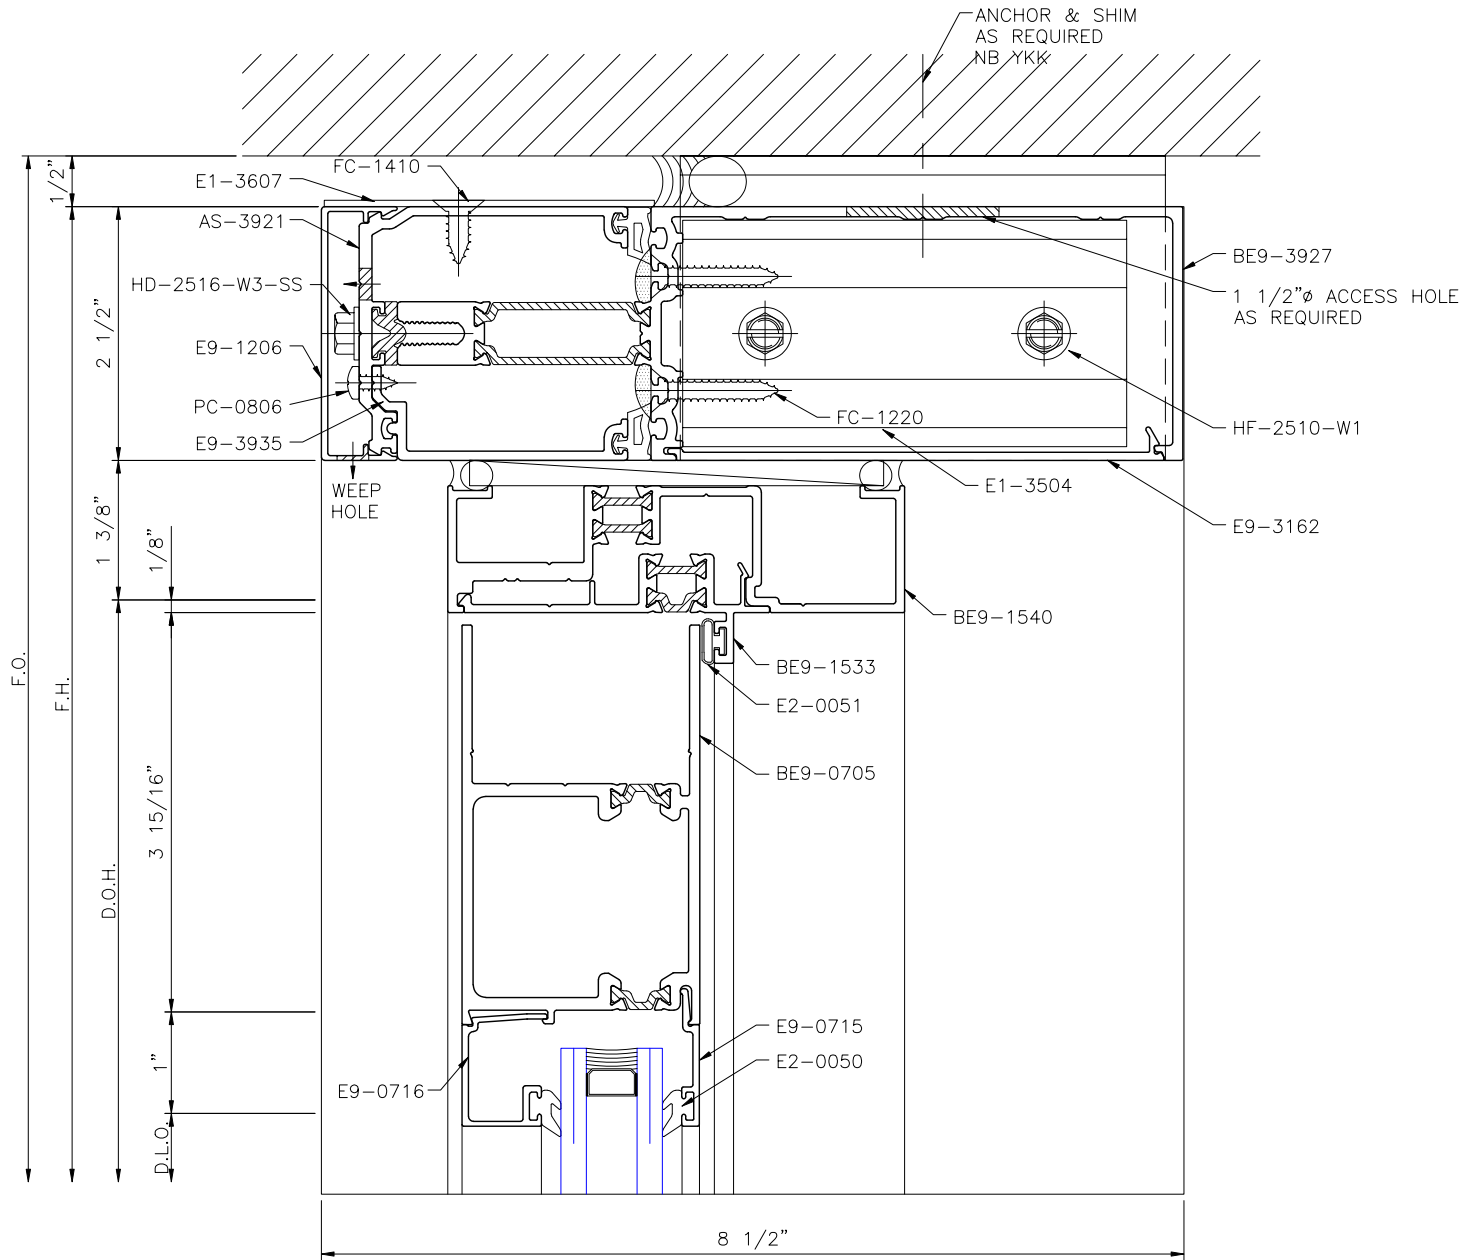 ANCHOR & SHIM
AS REQUIRED
NB YKK
FC-1410
E1-3607
AS-3921
HD-2516-W3-SS
E9-1206
PC-0806
E9-3935
WEEP
HOLE
BE9-3927
1 1/2"ø ACCESS HOLE
AS REQUIRED
FC-1220
HF-2510-W1
E1-3504
E9-3162
BE9-1540
BE9-1533
E2-0051
BE9-0705
E9-0715
E2-0050
E9-0716
1/2"
2 1/2"
1 3/8"
1/8"
3 15/16"
1"
F.O.
F.H.
D.O.H.
D.L.O.
8 1/2"